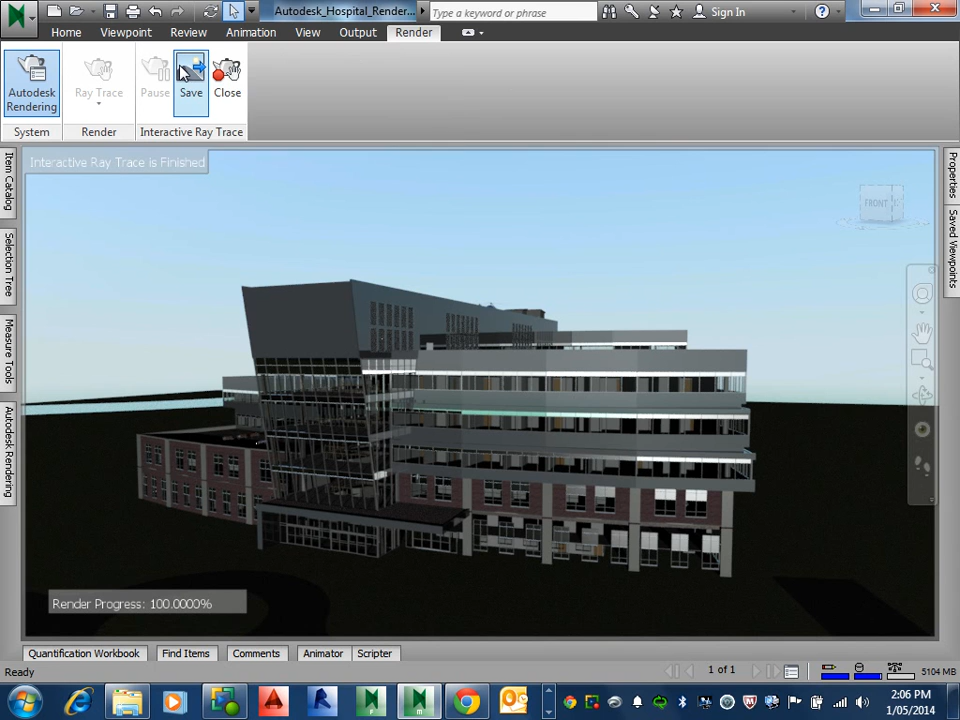 Autodesk_Hospital_Render...
Type a keyword or phrase
Sign In
Home
Viewpoint
Review
Animation
View
Output
Render
Autodesk
Rendering
Ray Trace
Pause
Save
Close
System
Render
Interactive Ray Trace
Interactive Ray Trace is Finished
Item Catalog
Selection Tree
Measure Tools
Autodesk Rendering
Properties
Saved Viewpoints
FRONT
Render Progress: 100.0000%
Quantification Workbook
Find Items
Comments
Animator
Scripter
Ready
1 of 1
5104 MB
2:06 PM
1/05/2014